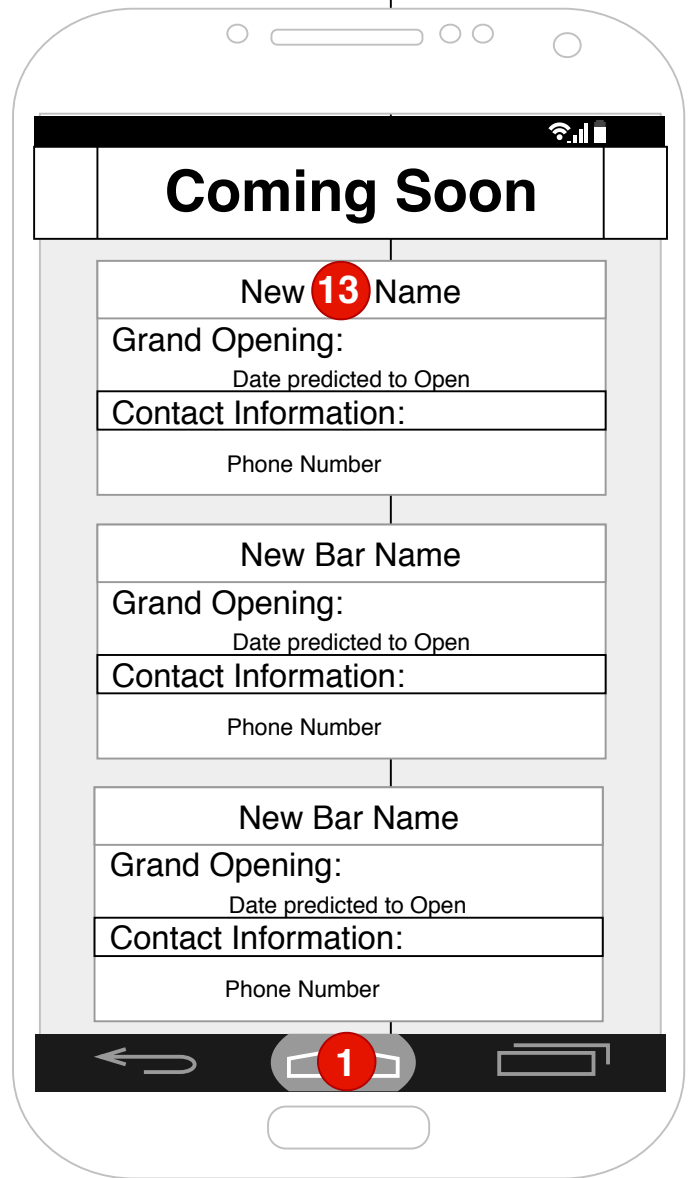 Coming Soon
New 13 Name
Grand Opening:
Date predicted to Open
Contact Information:
Phone Number
New Bar Name
Grand Opening:
Date predicted to Open
Contact Information:
Phone Number
New Bar Name
Grand Opening:
Date predicted to Open
Contact Information:
Phone Number
1